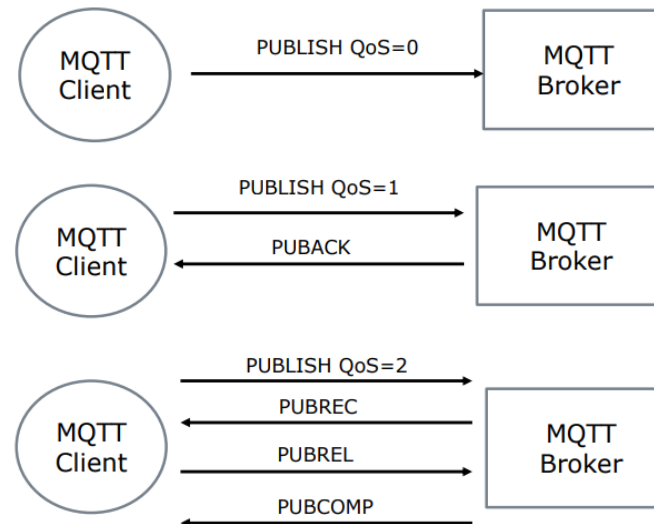 PUBLISH QoS=0
MQTT
Client
MQTT
Broker
PUBLISH QoS=1
MQTT
Client
PUBACK
MQTT
Broker
PUBLISH QoS=2
PUBREC
MQTT
Client
PUBREL
MQTT
Broker
PUBCOMP